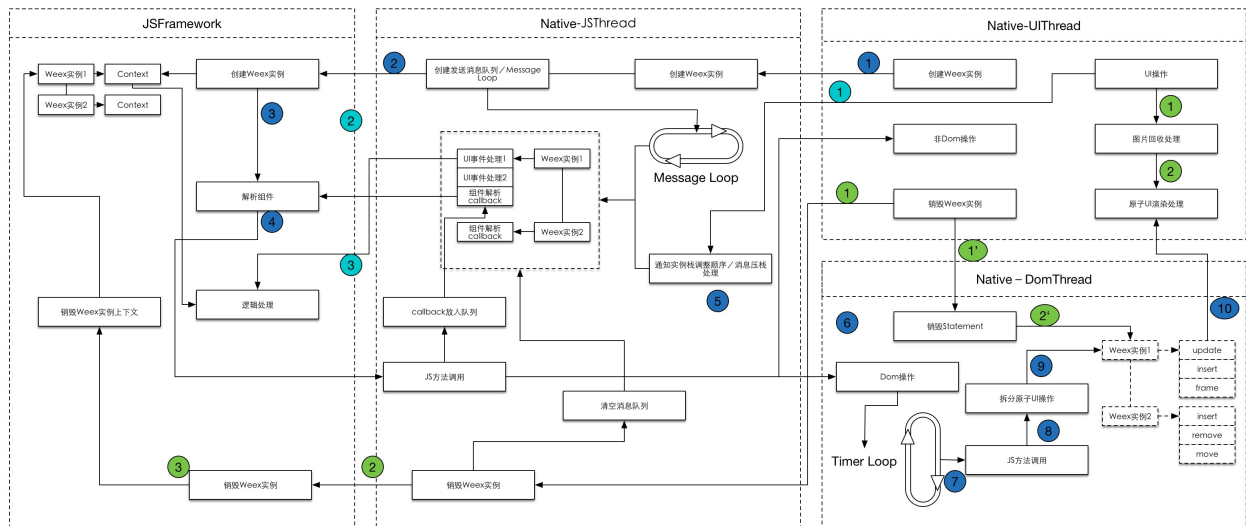 JSFramework
Weex实例1
Context
Weex实例2
Context
创建Weex实例
3
2
解析组件
4
3
逻辑处理
销毁Weex实例上下文
3
销毁Weex实例
Native-JSThread
2
创建发送消息队列／Message
Loop
创建Weex实例
Message Loop
UI事件处理1
UI事件处理2
组件解析
callback
Weex实例1
组件解析
callback
Weex实例2
通知实例栈调整顺序／消息压栈
处理
5
callback放入队列
JS方法调用
清空消息队列
2
销毁Weex实例
Native-UIThread
1
创建Weex实例
UI操作
1
1
非Dom操作
图片回收处理
2
1
销毁Weex实例
原子UI渲染处理
1'
Native – DomThread
6
销毁Statement
2'
10
Weex实例1
update
insert
frame
Dom操作
9
拆分原子UI操作
Weex实例2
insert
remove
move
8
Timer Loop
JS方法调用
7